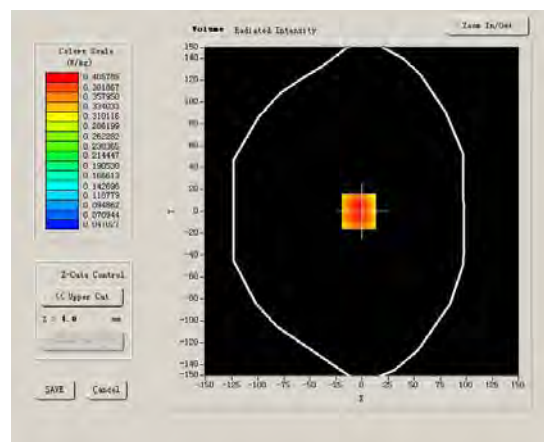 Volume Radiated Intensity
Zoom In/Out
Colors Scale
(W/kg)
0.405785
0.381867
0.357950
0.334033
0.310116
0.286199
0.262282
0.238365
0.214447
0.190530
0.166613
0.142696
0.118779
0.094862
0.070944
0.047027
Z-Cuts Control
<< Upper Cut
Z = 4.0 mm
SAVE
Cancel
150
140
120
100
80
60
40
20
0
-20
-40
-60
-80
-100
-120
-140
-150
Y
-150 -125 -100 -75 -50 -25 0 25 50 75 100 125 150
X